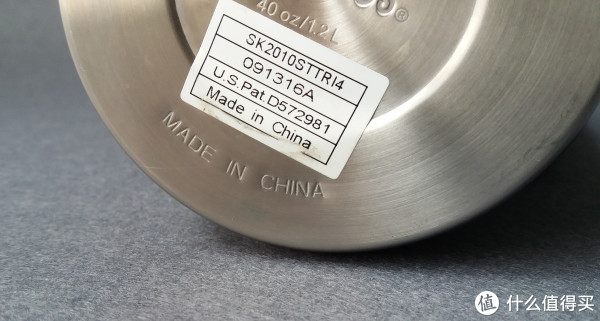 40 oz/1.2L
SK2010STTRI4
091316A
U.S.Pat.D572981
Made in China
MADE IN CHINA
值 什么值得买